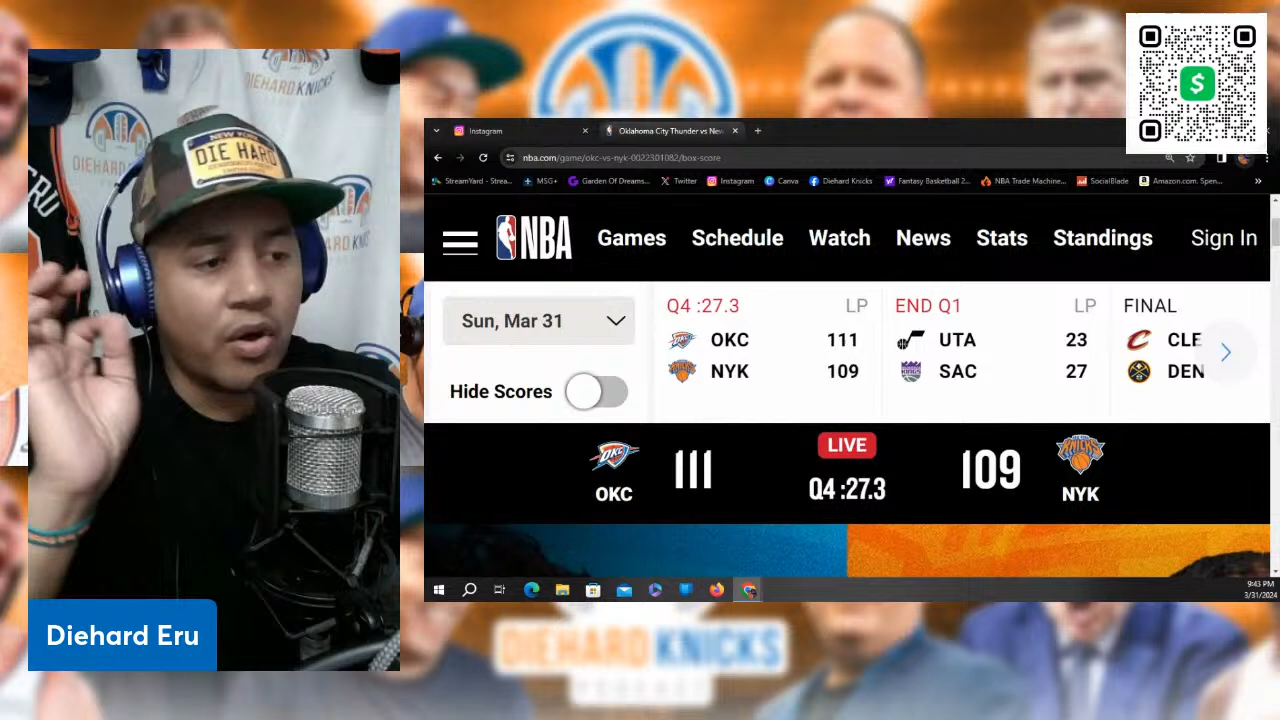 DIEHARD KNICKS
DIEHARD
NEW YORK
DIE HARD
ERU
Diehard Eru
Instagram
Oklahoma City Thunder vs New
nba.com/game/okc-vs-nyk-0022301082/box-score
StreamYard - Strea...
MSG+
Garden Of Dreams...
Twitter
Instagram
Canva
Diehard Knicks
Fantasy Basketball 2...
NBA Trade Machine...
SocialBlade
Amazon.com. Spen...
NBA
Games
Schedule
Watch
News
Stats
Standings
Sign In
Sun, Mar 31
Hide Scores
Q4 :27.3 LP
OKC 111
NYK 109
END Q1 LP
UTA 23
SAC 27
FINAL
CLE
DEN
OKC
111
LIVE
Q4 :27.3
109
NYK
9:43 PM
3/31/2024
DIEHARD KNICKS
PODCAST